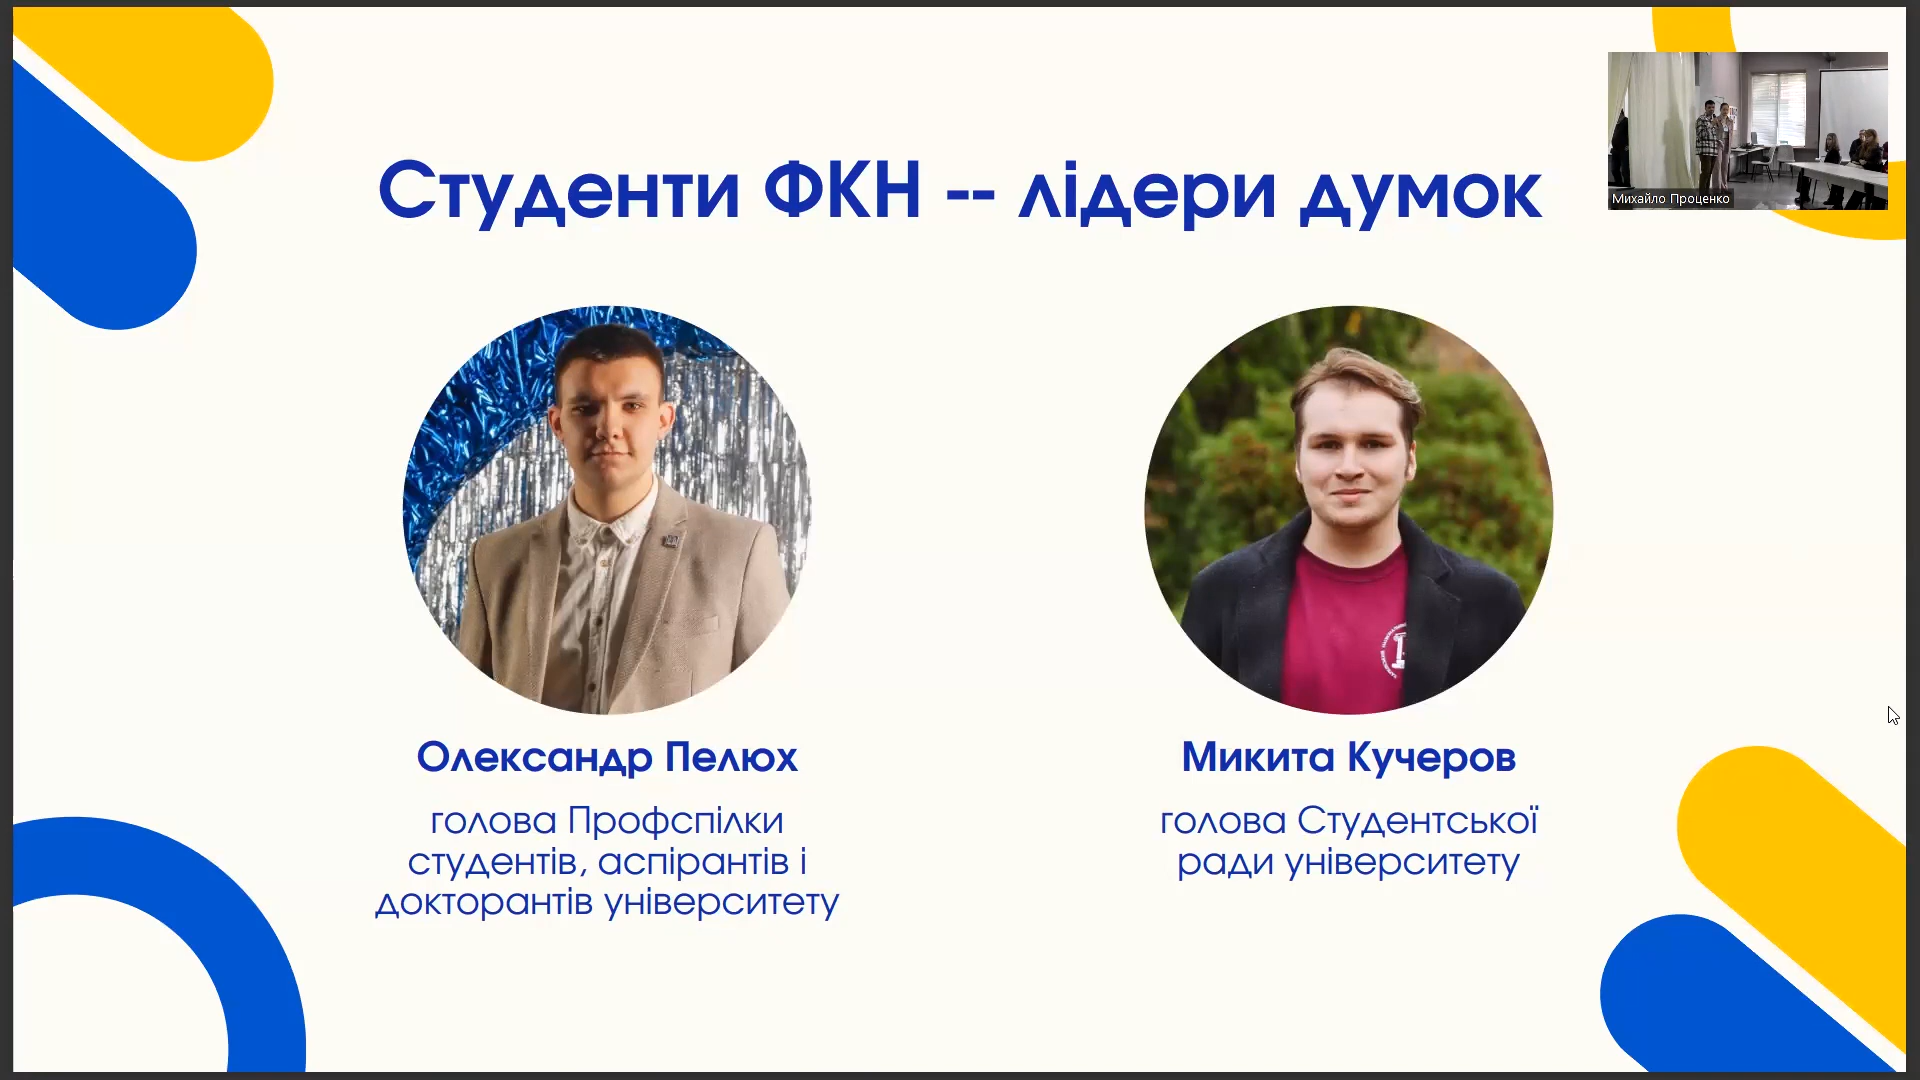 Студенти ФКН -- лідери думок
Михайло Проценко
Олександр Пелюх
голова Профспілки
студентів, аспірантів і
докторантів університету
Микита Кучеров
голова Студентської
ради університету